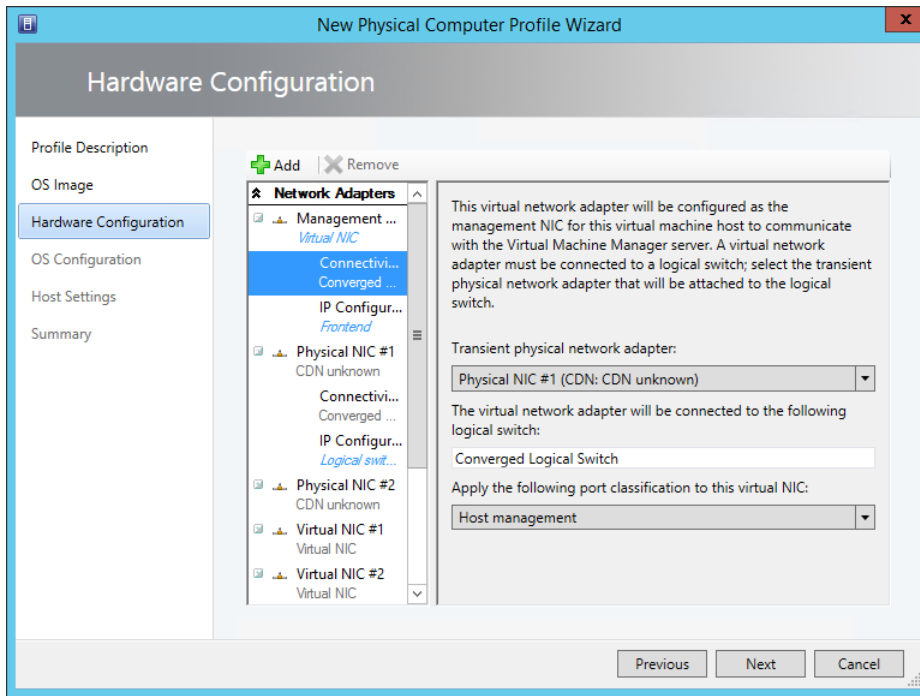 New Physical Computer Profile Wizard
x
Hardware Configuration
Profile Description
OS Image
Hardware Configuration
OS Configuration
Host Settings
Summary
Add
Remove
Network Adapters
Management ...
Virtual NIC
Connectivi...
Converged ...
IP Configur...
Frontend
Physical NIC #1
CDN unknown
Connectivi...
Converged ...
IP Configur...
Logical swit...
Physical NIC #2
CDN unknown
Virtual NIC #1
Virtual NIC
Virtual NIC #2
Virtual NIC
This virtual network adapter will be configured as the
management NIC for this virtual machine host to communicate
with the Virtual Machine Manager server. A virtual network
adapter must be connected to a logical switch; select the transient
physical network adapter that will be attached to the logical
switch.
Transient physical network adapter:
Physical NIC #1 (CDN: CDN unknown)
The virtual network adapter will be connected to the following
logical switch:
Converged Logical Switch
Apply the following port classification to this virtual NIC:
Host management
Previous
Next
Cancel